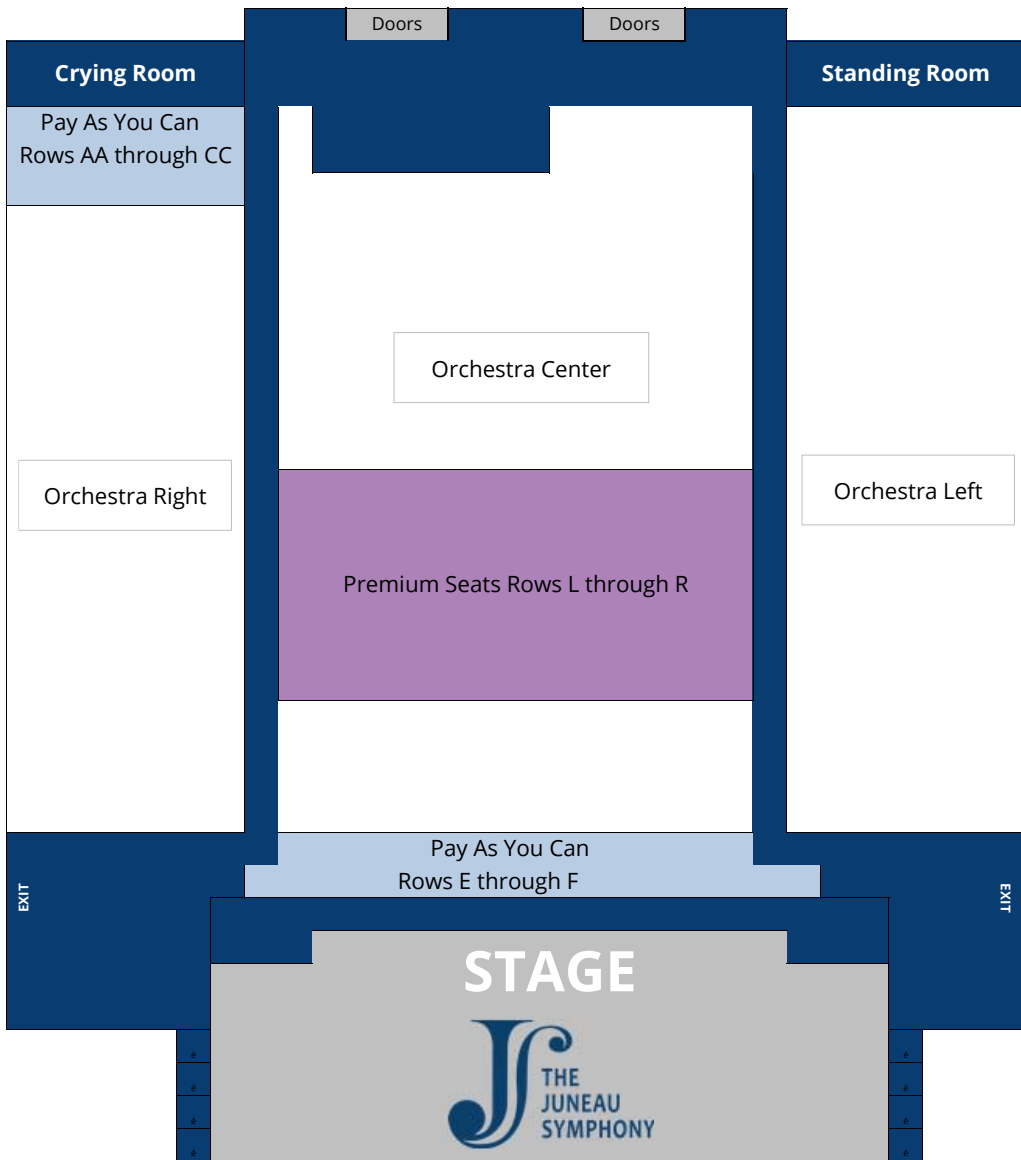 Doors Doors
Crying Room
Standing Room
Pay As You Can
Rows AA through CC
Orchestra Center
Orchestra Right
Orchestra Left
Premium Seats Rows L through R
Pay As You Can
Rows E through F
EXIT
EXIT
STAGE
JS
THE
JUNEAU
SYMPHONY
é é
é é
é é
é é